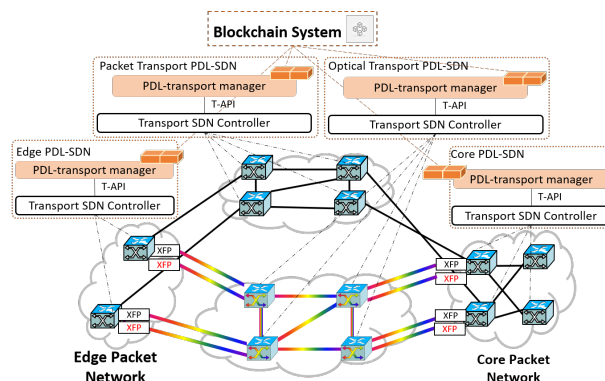 Blockchain System
Packet Transport PDL-SDN
PDL-transport manager
T-API
Transport SDN Controller
Optical Transport PDL-SDN
PDL-transport manager
T-API
Transport SDN Controller
Edge PDL-SDN
PDL-transport manager
T-API
Transport SDN Controller
Core PDL-SDN
PDL-transport manager
T-API
Transport SDN Controller
XFP
XFP
XFP
XFP
XFP
XFP
XFP
XFP
Edge Packet
Network
Core Packet
Network